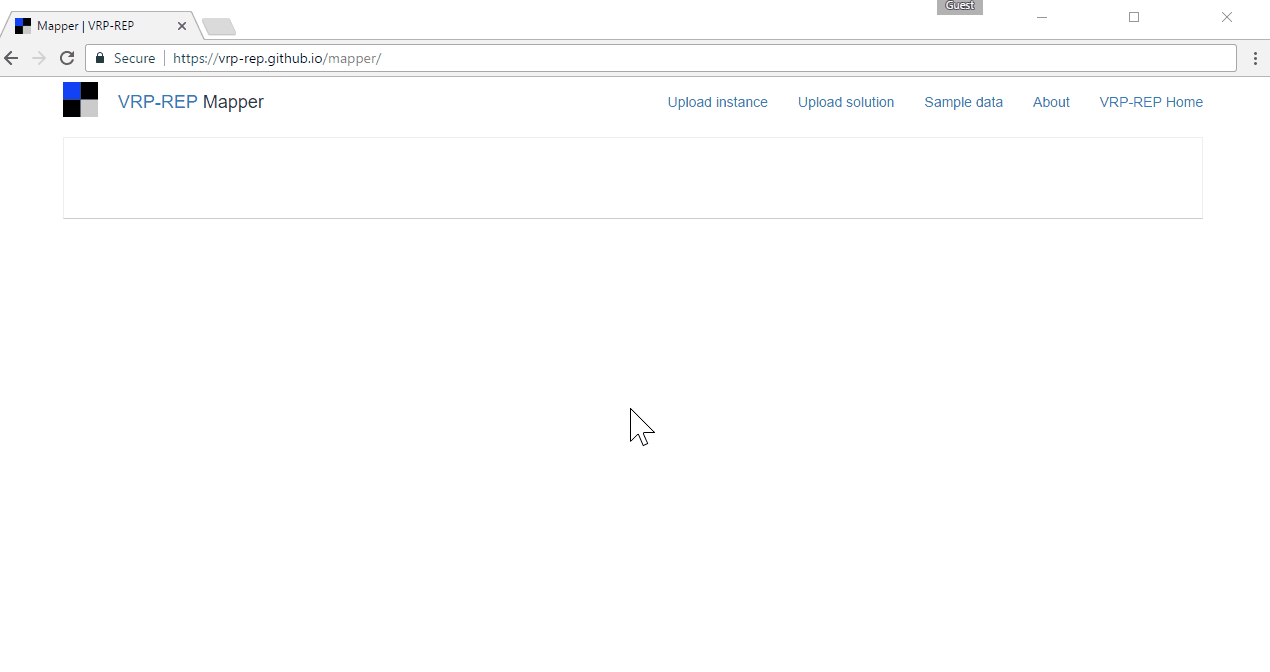 Guest
Mapper | VRP-REP
Secure https://vrp-rep.github.io/mapper/
VRP-REP Mapper Upload instance Upload solution Sample data About VRP-REP Home